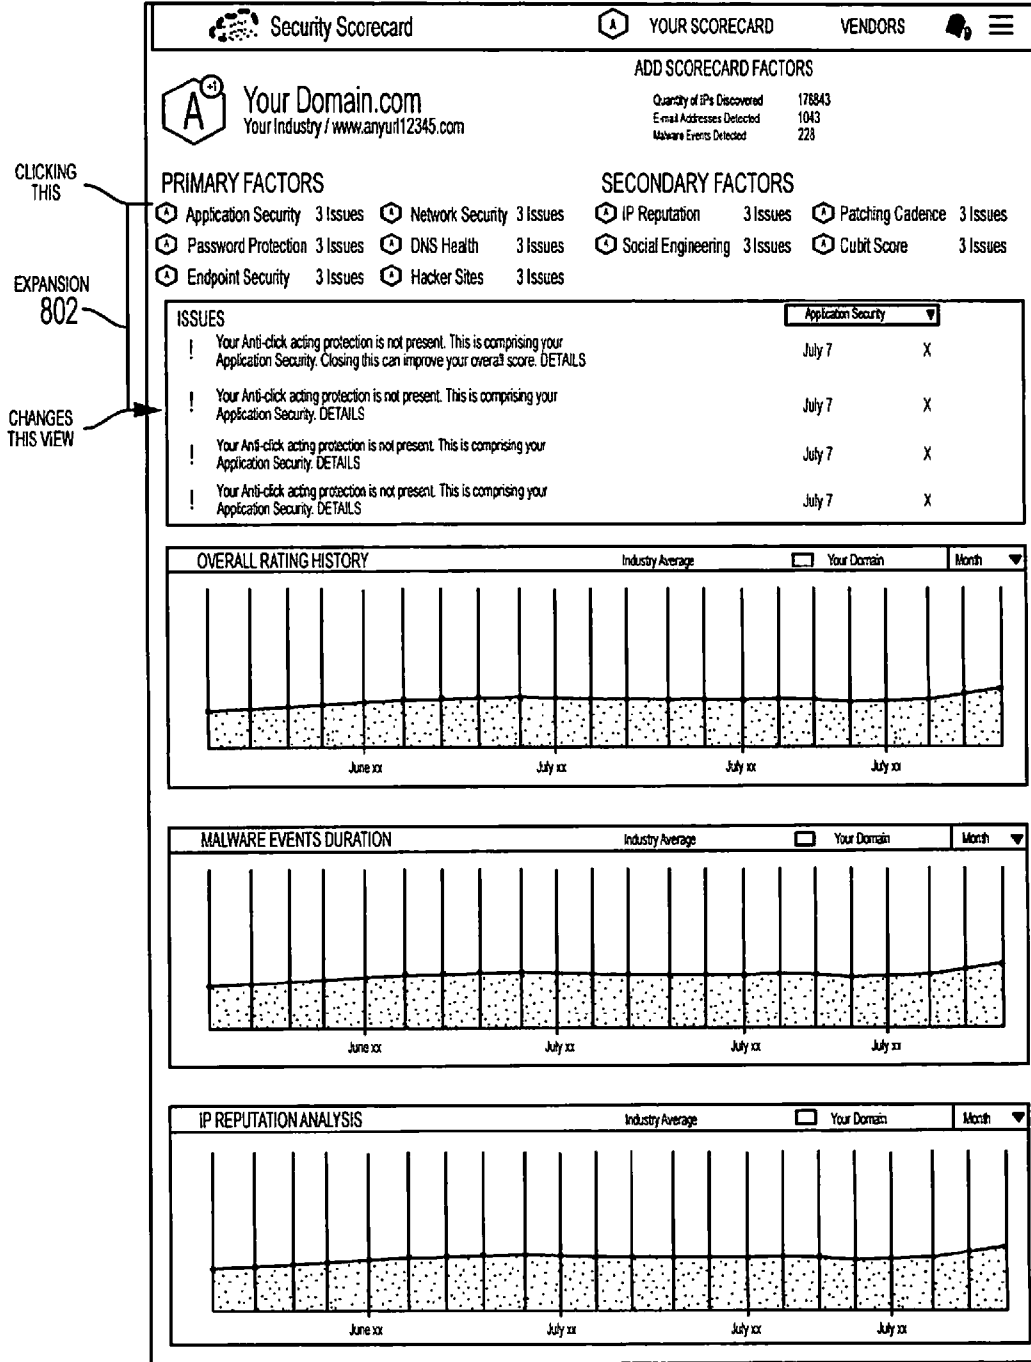 Security Scorecard
A YOUR SCORECARD
VENDORS
A +1
Your Domain.com
Your Industry / www.anyurl12345.com
ADD SCORECARD FACTORS
Quantity of IPs Discovered 176843
E-mail Addresses Detected 1043
Malware Events Detected 228
CLICKING THIS
EXPANSION 802
CHANGES THIS VIEW
PRIMARY FACTORS
A Application Security 3 Issues A Network Security 3 Issues
A Password Protection 3 Issues A DNS Health 3 Issues
A Endpoint Security 3 Issues A Hacker Sites 3 Issues
SECONDARY FACTORS
A IP Reputation 3 Issues A Patching Cadence 3 Issues
A Social Engineering 3 Issues A Cubit Score 3 Issues
ISSUES
Application Security
! Your Anti-click acting protection is not present. This is comprising your
Application Security. Closing this can improve your overall score. DETAILS
July 7 X
! Your Anti-click acting protection is not present. This is comprising your
Application Security. DETAILS
July 7 X
! Your Anti-click acting protection is not present. This is comprising your
Application Security. DETAILS
July 7 X
! Your Anti-click acting protection is not present. This is comprising your
Application Security. DETAILS
July 7 X
OVERALL RATING HISTORY Industry Average Your Domain Month
June xx July xx July xx July xx
MALWARE EVENTS DURATION Industry Average Your Domain Month
June xx July xx July xx July xx
IP REPUTATION ANALYSIS Industry Average Your Domain Month
June xx July xx July xx July xx